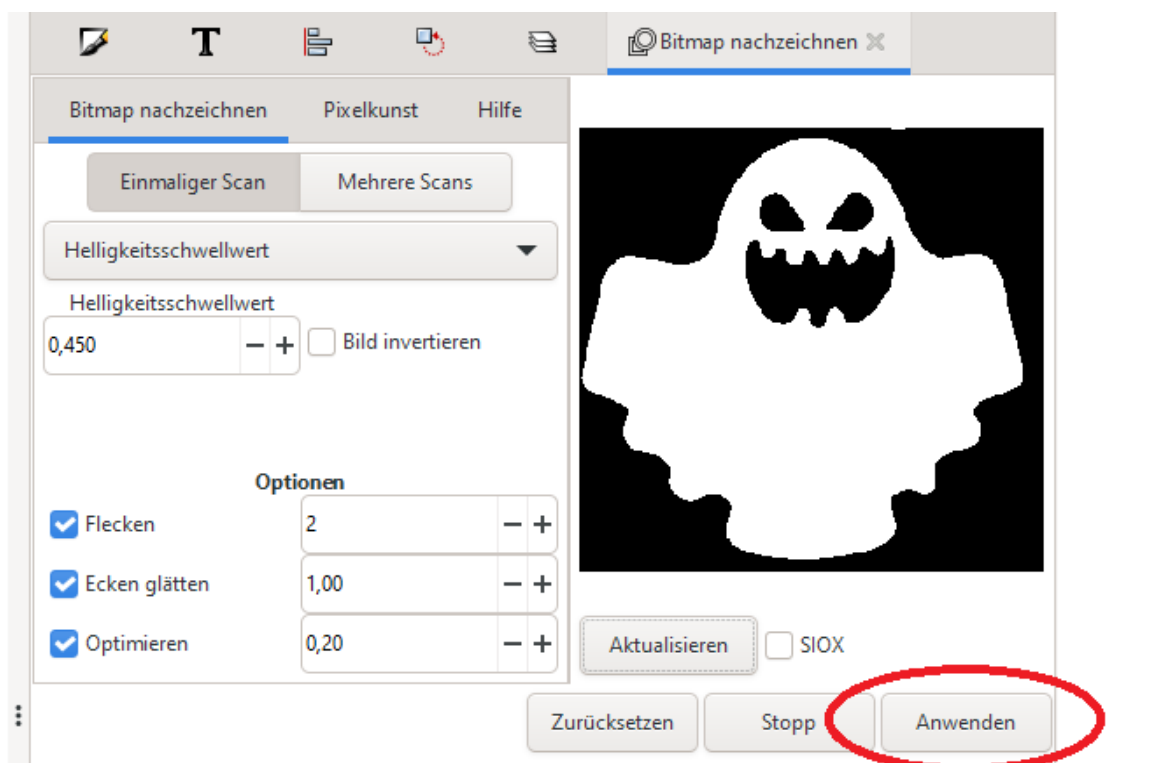 Bitmap nachzeichnen
Bitmap nachzeichnen Pixelkunst Hilfe
Einmaliger Scan Mehrere Scans
Helligkeitsschwellwert
Helligkeitsschwellwert
0,450 Bild invertieren
Optionen
Flecken 2
Ecken glätten 1,00
Optimieren 0,20
Aktualisieren SIOX
Zurücksetzen Stopp Anwenden